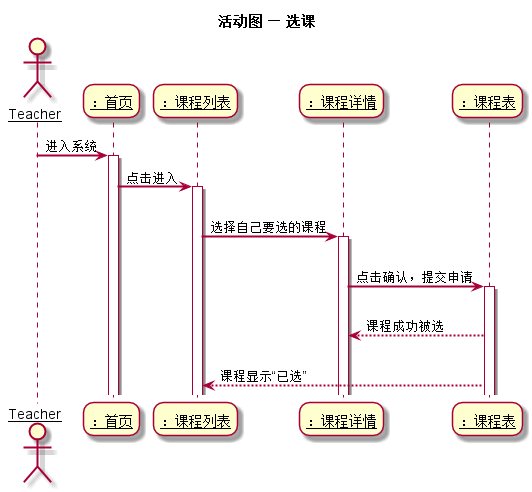 活动图 — 选课
Teacher
: 首页
: 课程列表
: 课程详情
: 课程表
进入系统
点击进入
选择自己要选的课程
点击确认，提交申请
课程成功被选
课程显示“已选”
Teacher
: 首页
: 课程列表
: 课程详情
: 课程表